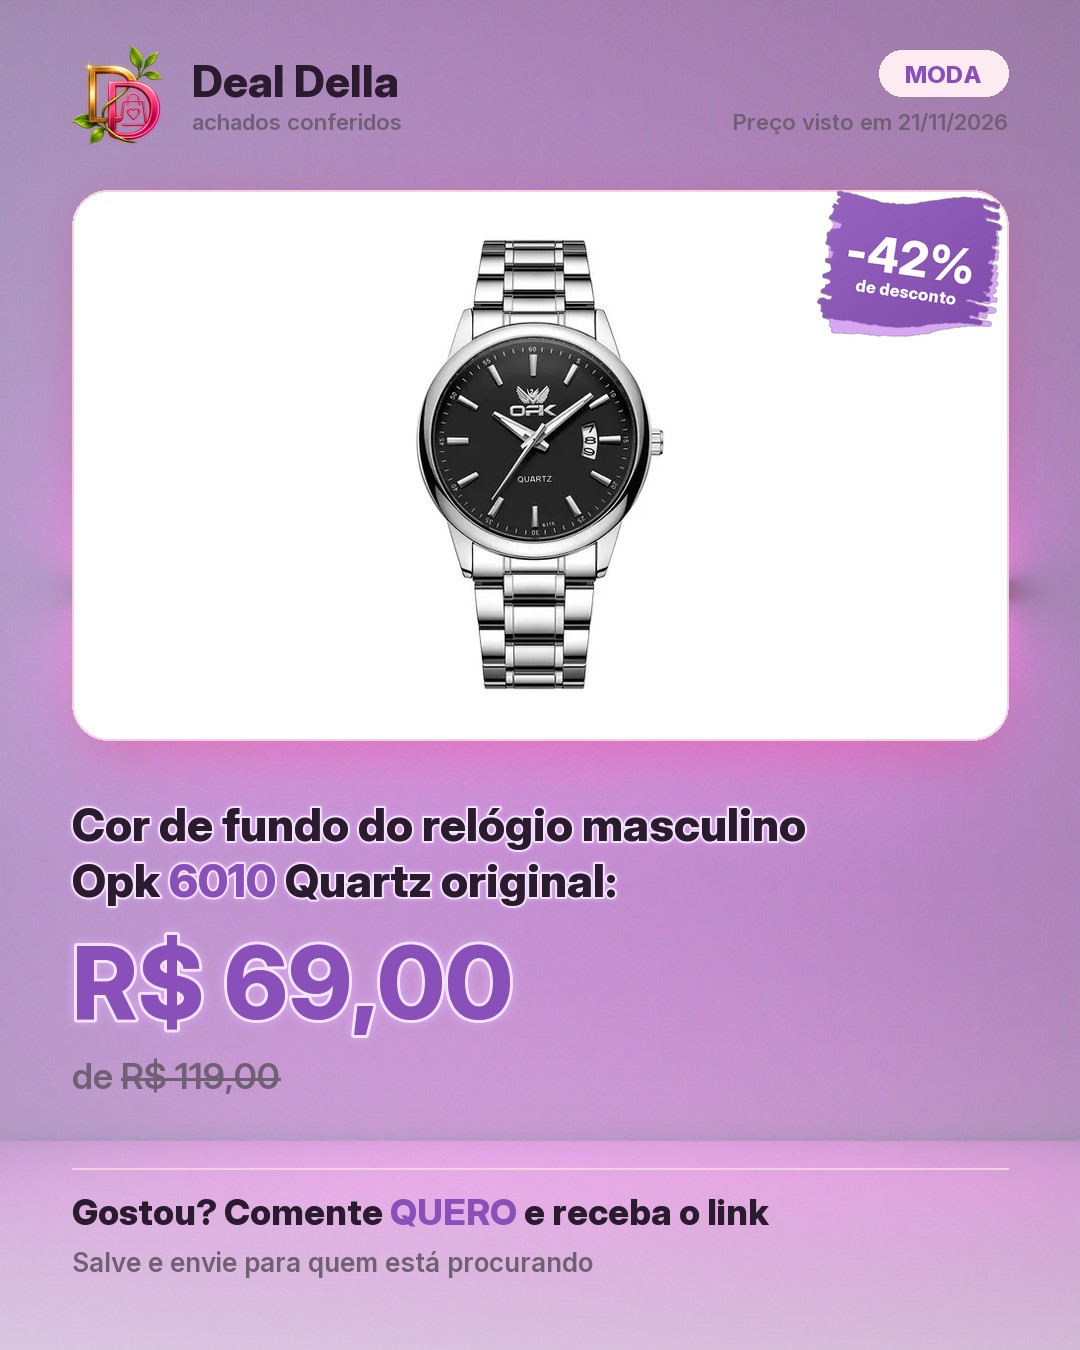 Deal Della
achados conferidos
MODA
Preço visto em 21/11/2026
-42%
de desconto
OPK
QUARTZ
Cor de fundo do relógio masculino
Opk 6010 Quartz original:
R$ 69,00
de R$ 119,00
Gostou? Comente QUERO e receba o link
Salve e envie para quem está procurando